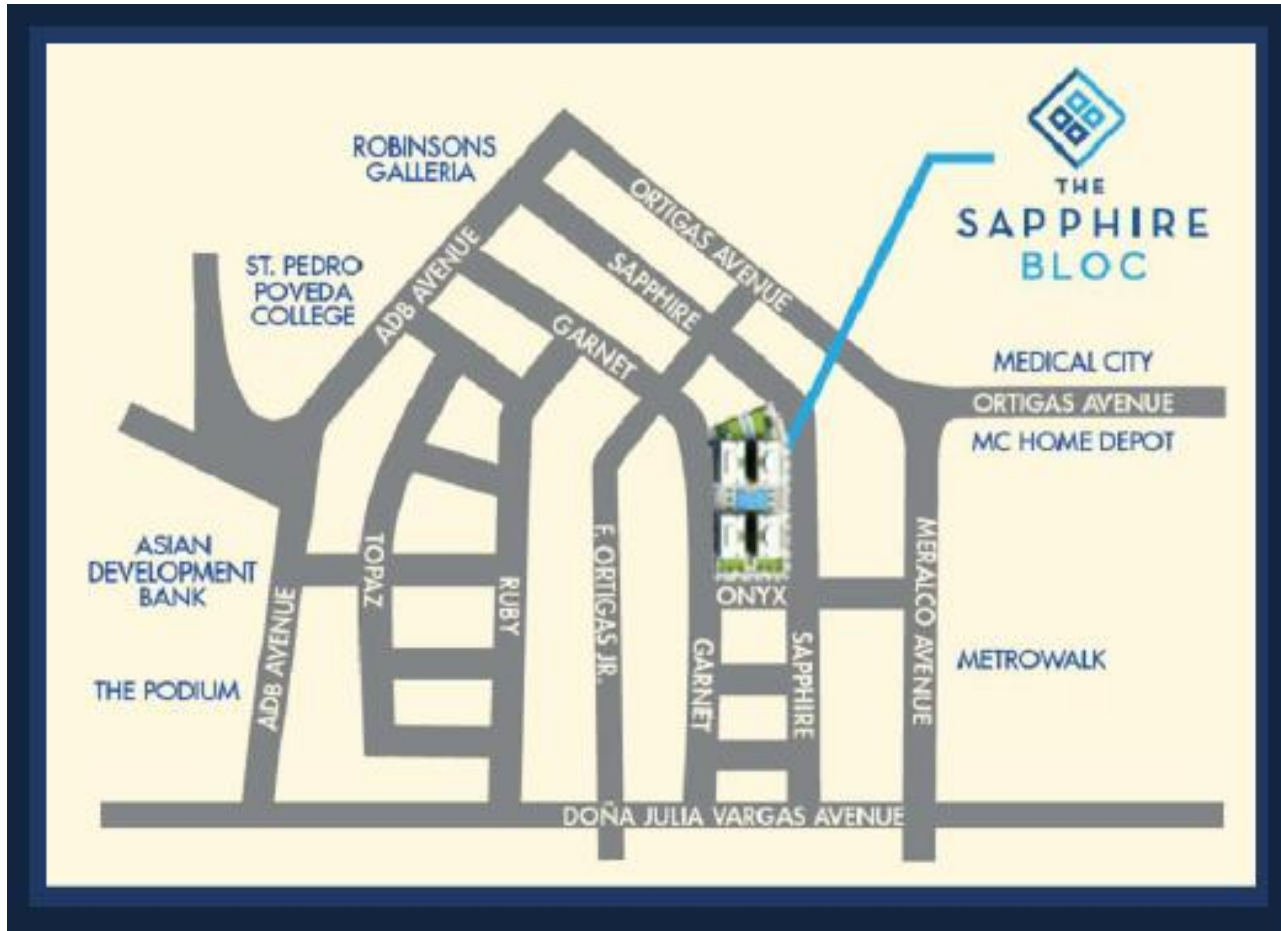 ROBINSONS
GALLERIA
THE
SAPPHIRE
BLOC
ORTIGAS AVENUE
ST. PEDRO
POVEDA
COLLEGE
ADB AVENUE
SAPPHIRE
GARNET
MEDICAL CITY
ORTIGAS AVENUE
MC HOME DEPOT
ASIAN
DEVELOPMENT
BANK
TOPAZ
RUBY
F. ORTIGAS JR.
ONYX
MERALCO AVENUE
THE PODIUM
ADB AVENUE
GARNET
SAPPHIRE
METROWALK
DOÑA JULIA VARGAS AVENUE